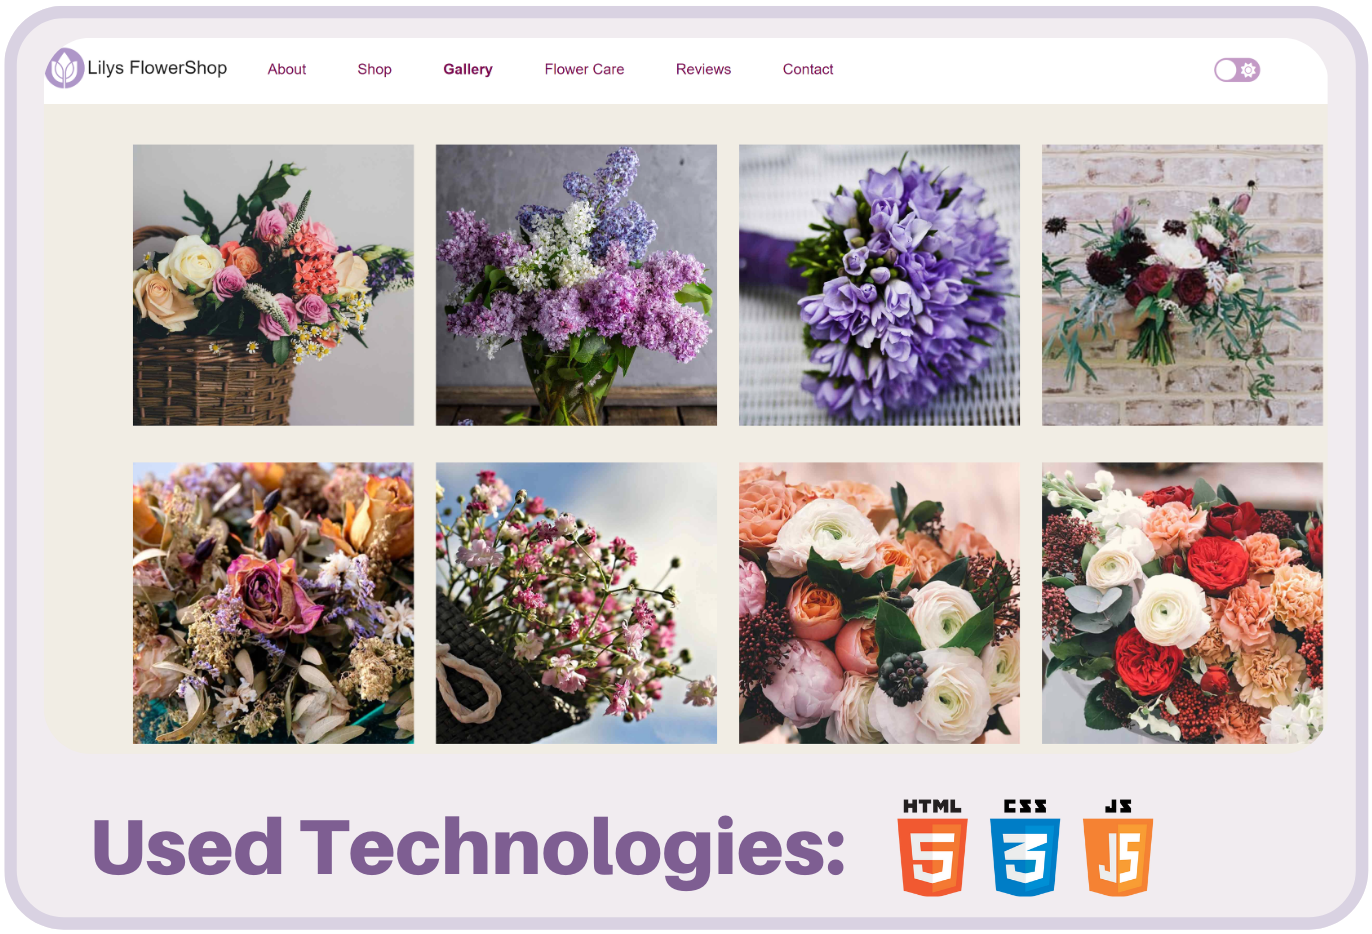 Lilys FlowerShop About Shop Gallery Flower Care Reviews Contact
Used Technologies:
HTML CSS JS
5 3 JS